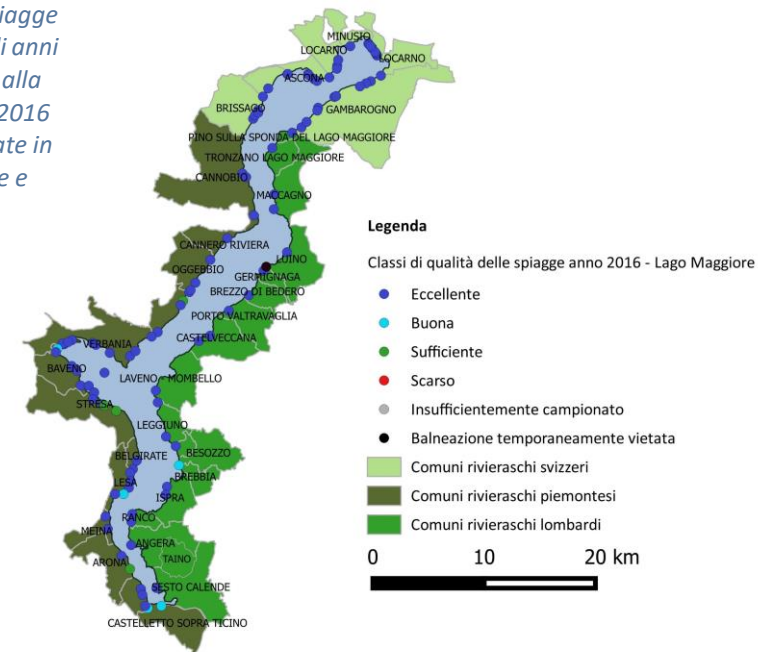 iagge
li anni
alla
2016
ate in
e e
MINUSIO
LOCARNO
LOCARNO
ASCONA
BRISSAGO
GAMBAROGNO
PINO SULLA SPONDA DEL LAGO MAGGIORE
TRONZANO LAGO MAGGIORE
CANNOBIO
MACCAGNO
CANNERO RIVIERA
LUINO
OGGEBBIO
GERMIGNAGA
BREZZO DI BEDERO
PORTO VALTRAVAGLIA
VERBANIA
CASTELVECCANA
BAVENO
LAVENO - MOMBELLO
STRESA
LEGGIUNO
BELGIRATE
BESOZZO
BREBBIA
LESA
ISPRA
RANCO
MEINA
ANGERA
TAINO
ARONA
SESTO CALENDE
CASTELLETTO SOPRA TICINO
Legenda
Classi di qualità delle spiagge anno 2016 - Lago Maggiore
Eccellente
Buona
Sufficiente
Scarso
Insufficientemente campionato
Balneazione temporaneamente vietata
Comuni rivieraschi svizzeri
Comuni rivieraschi piemontesi
Comuni rivieraschi lombardi
0 10 20 km